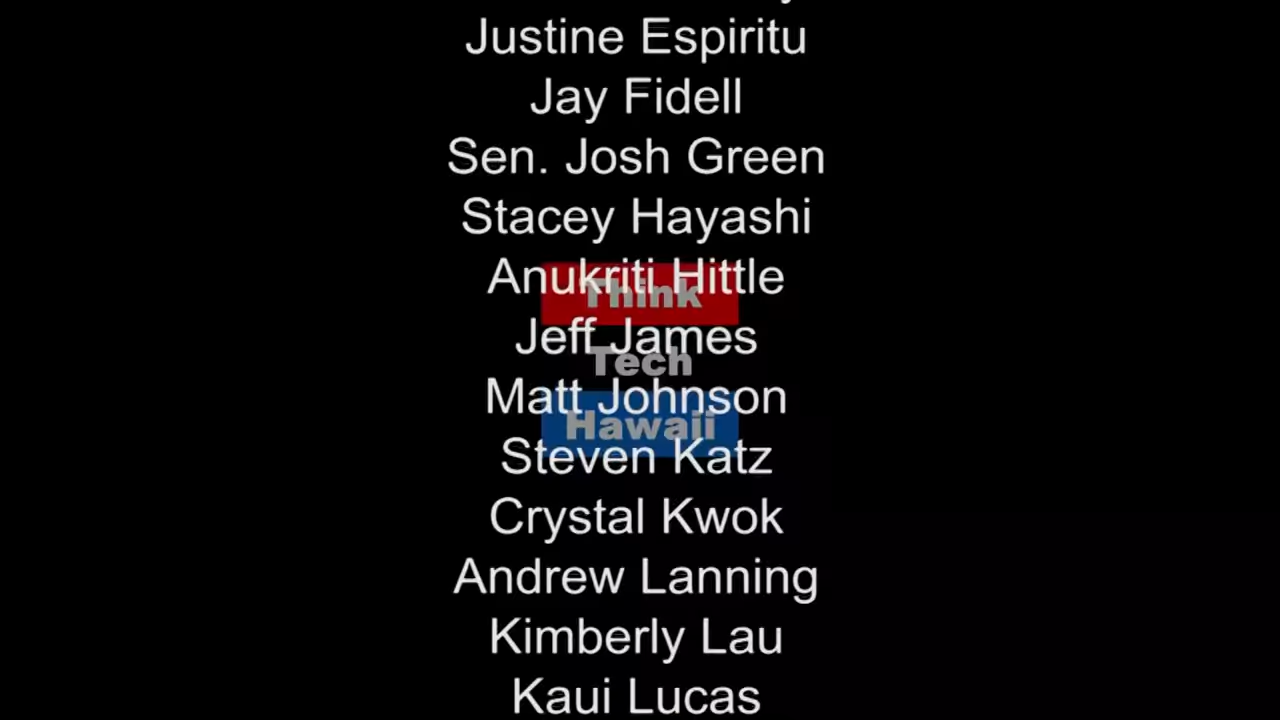 Justine Espiritu
Jay Fidell
Sen. Josh Green
Stacey Hayashi
Anukriti Hittle
Think
Jeff James
Tech
Matt Johnson
Hawaii
Steven Katz
Crystal Kwok
Andrew Lanning
Kimberly Lau
Kaui Lucas